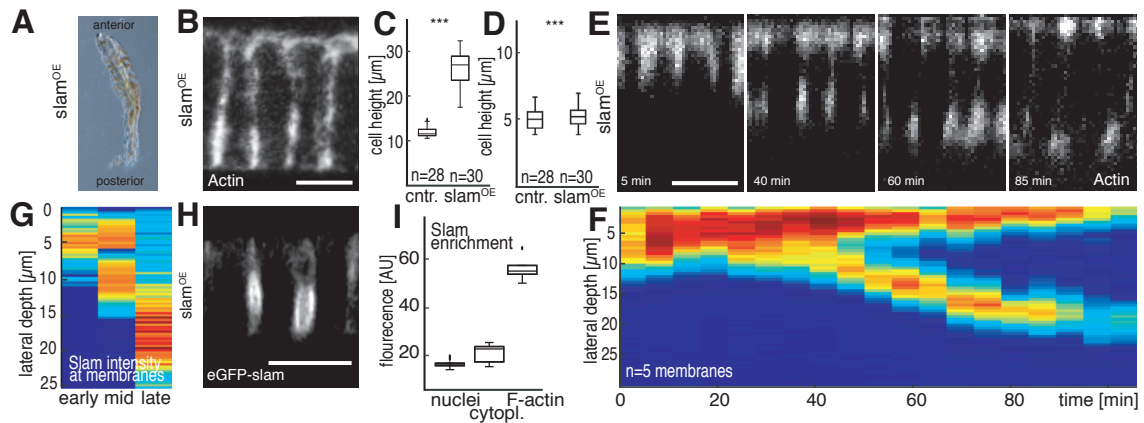 A
anterior
slam^OE
posterior
B
slam^OE
Actin
C
***
cell height [µm]
30
20
10
n=28 n=30
cntr. slam^OE
D
***
cell height [µm]
10
5
n=28 n=30
cntr. slam^OE
E
slam^OE
5 min
40 min
60 min
85 min
Actin
G
lateral depth [µm]
0
5
10
15
20
25
Slam intensity
at membranes
early mid late
H
slam^OE
eGFP-slam
I
Slam
enrichment
flourescence [AU]
60
40
20
nuclei
cytopl.
F-actin
F
lateral depth [µm]
0
5
10
15
20
25
n=5 membranes
0
20
40
60
80
time [min]